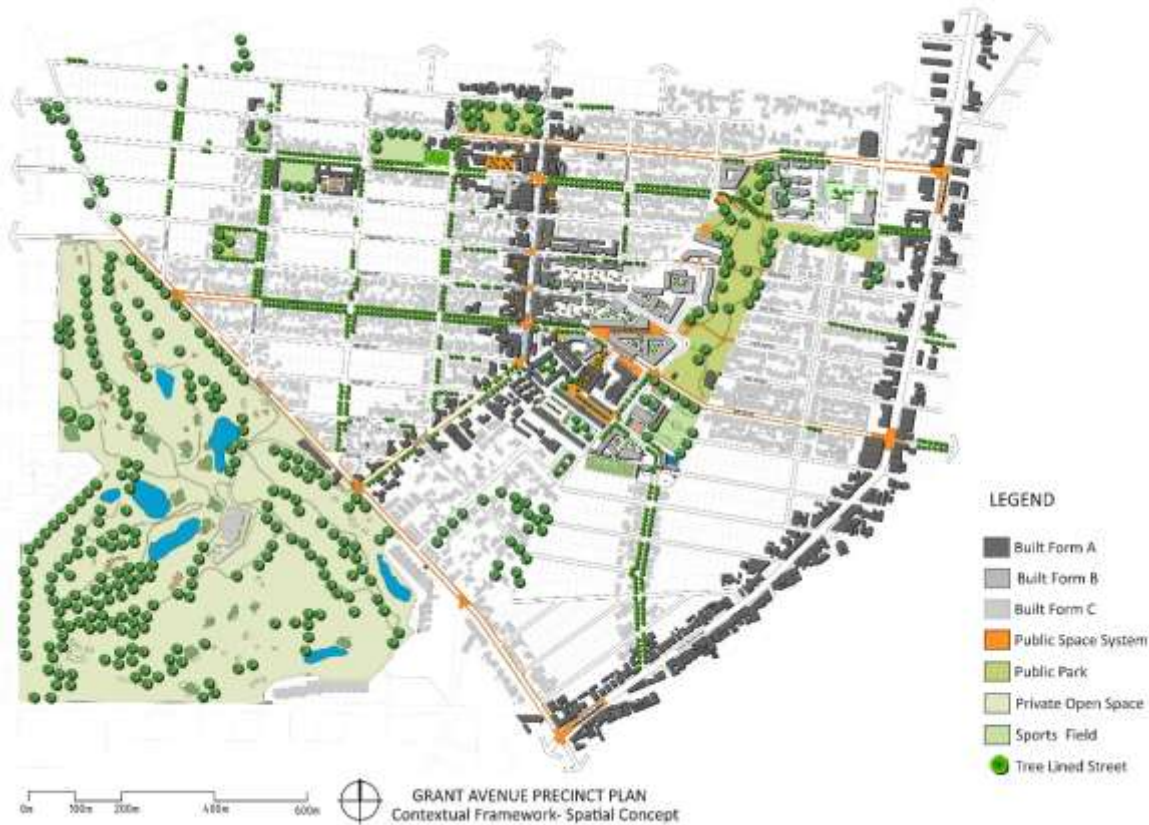 LEGEND
Built Form A
Built Form B
Built Form C
Public Space System
Public Park
Private Open Space
Sports Field
Tree Lined Street
0m 100m 200m 400m 600m
GRANT AVENUE PRECINCT PLAN
Contextual Framework- Spatial Concept